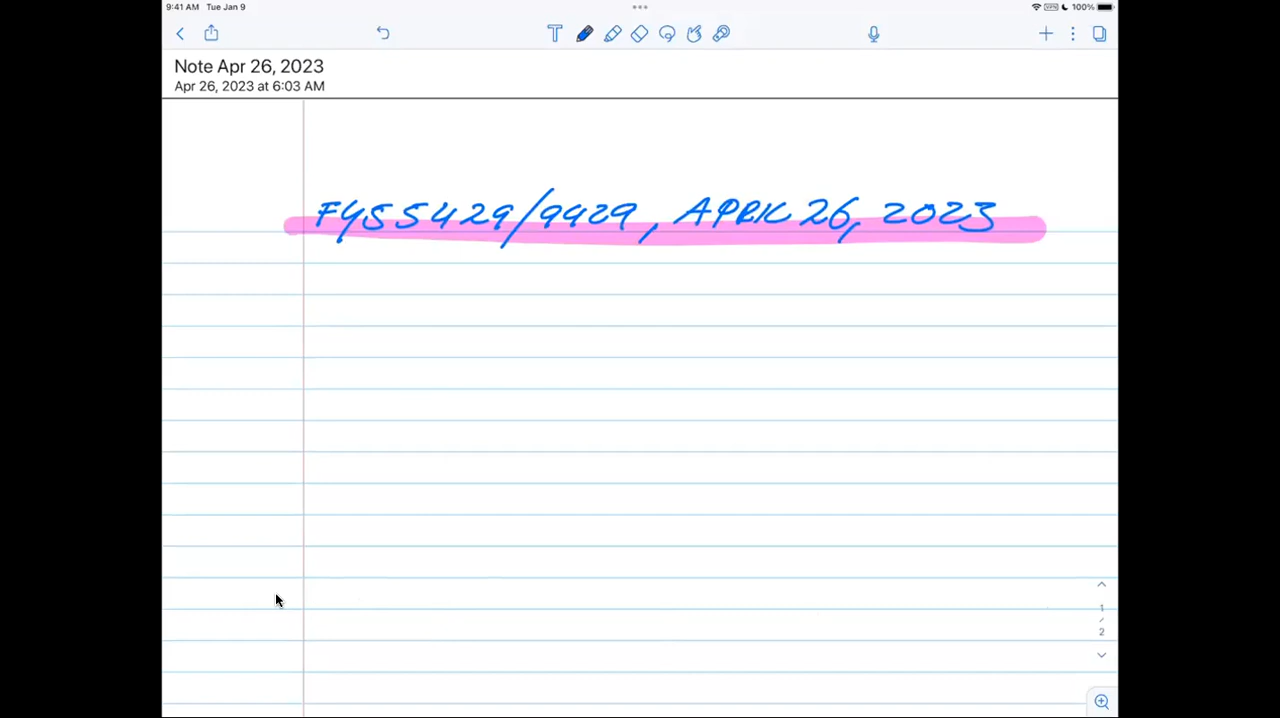 9:41 AM Tue Jan 9
VPN 100%
Note Apr 26, 2023
Apr 26, 2023 at 6:03 AM
FYS5429/9429, APRIL 26, 2023
1
/
2